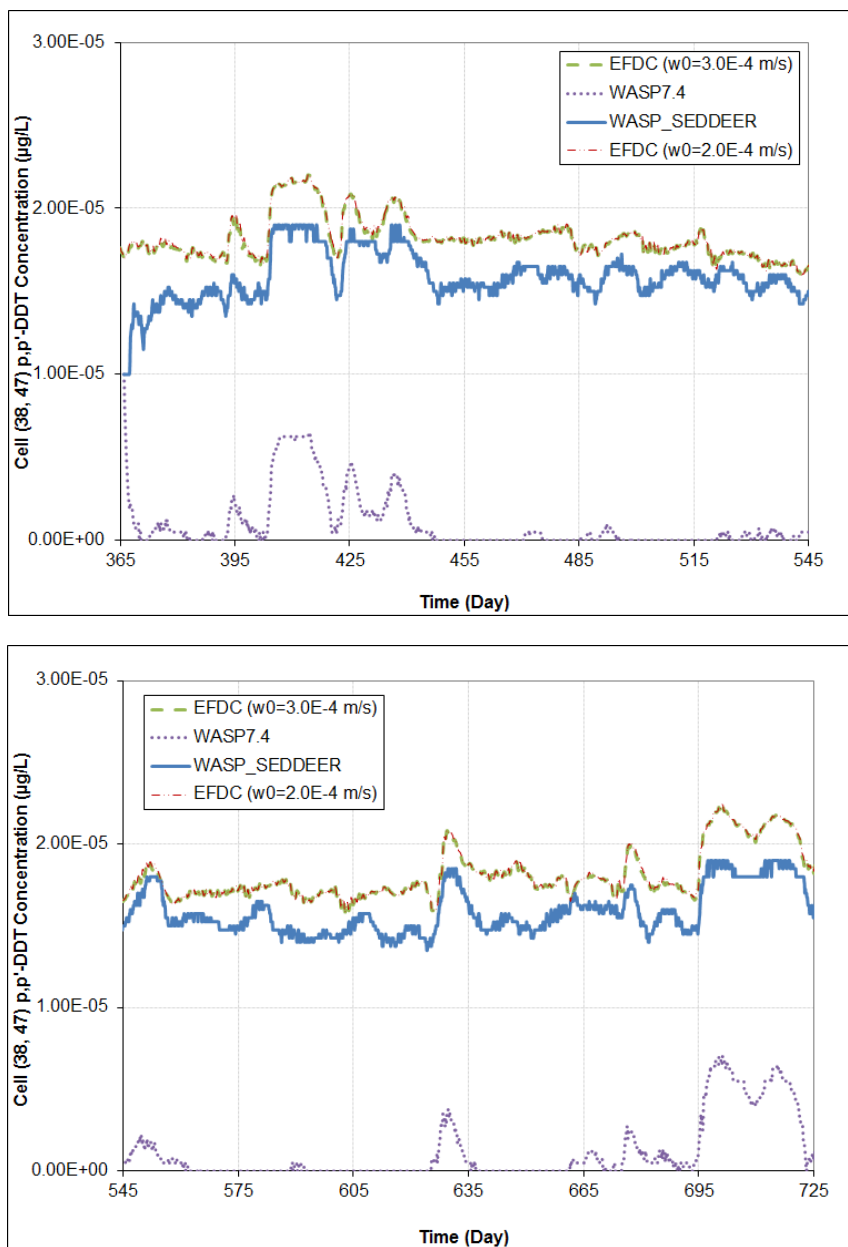 3.00E-05
2.00E-05
1.00E-05
0.00E+00
Cell (38, 47) p,p'-DDT Concentration (µg/L)
EFDC (w0=3.0E-4 m/s)
WASP7.4
WASP_SEDDEER
EFDC (w0=2.0E-4 m/s)
365 395 425 455 485 515 545
Time (Day)
3.00E-05
2.00E-05
1.00E-05
0.00E+00
Cell (38, 47) p,p'-DDT Concentration (µg/L)
EFDC (w0=3.0E-4 m/s)
WASP7.4
WASP_SEDDEER
EFDC (w0=2.0E-4 m/s)
545 575 605 635 665 695 725
Time (Day)